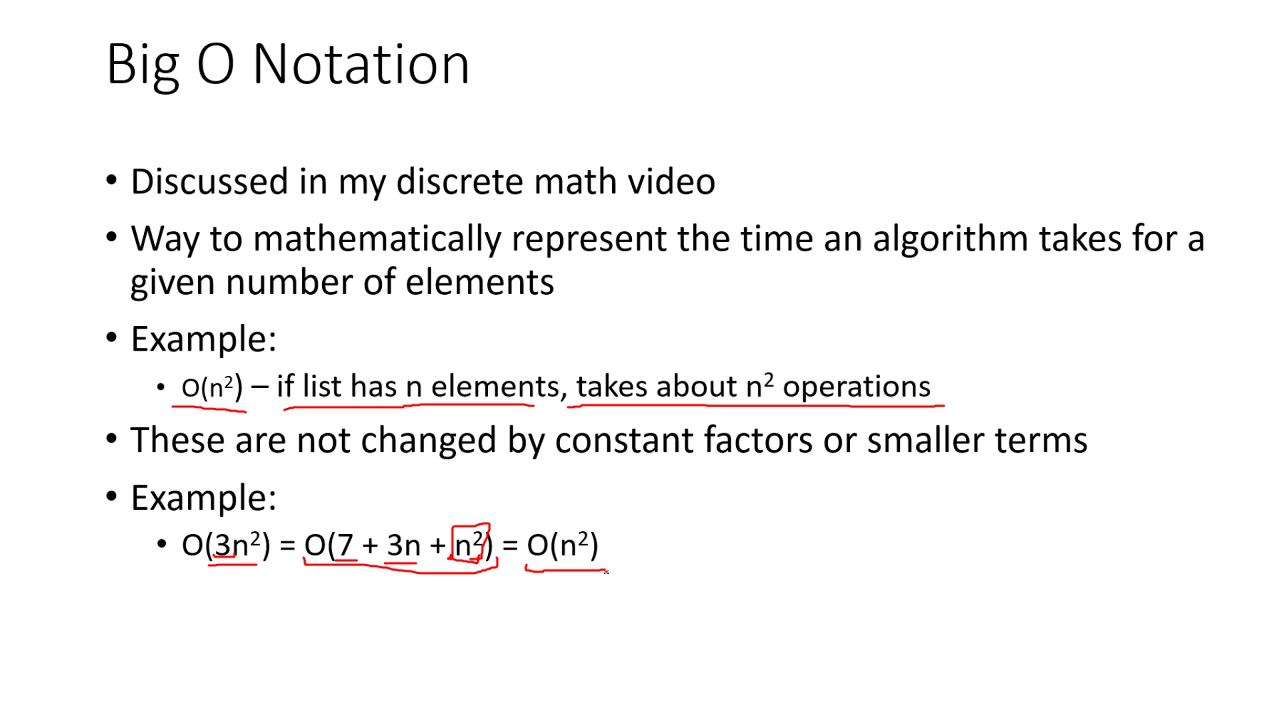 Big O Notation
• Discussed in my discrete math video
• Way to mathematically represent the time an algorithm takes for a
given number of elements
• Example:
• O(n²) – if list has n elements, takes about n² operations
• These are not changed by constant factors or smaller terms
• Example:
• O(3n²) = O(7 + 3n + n²) = O(n²)